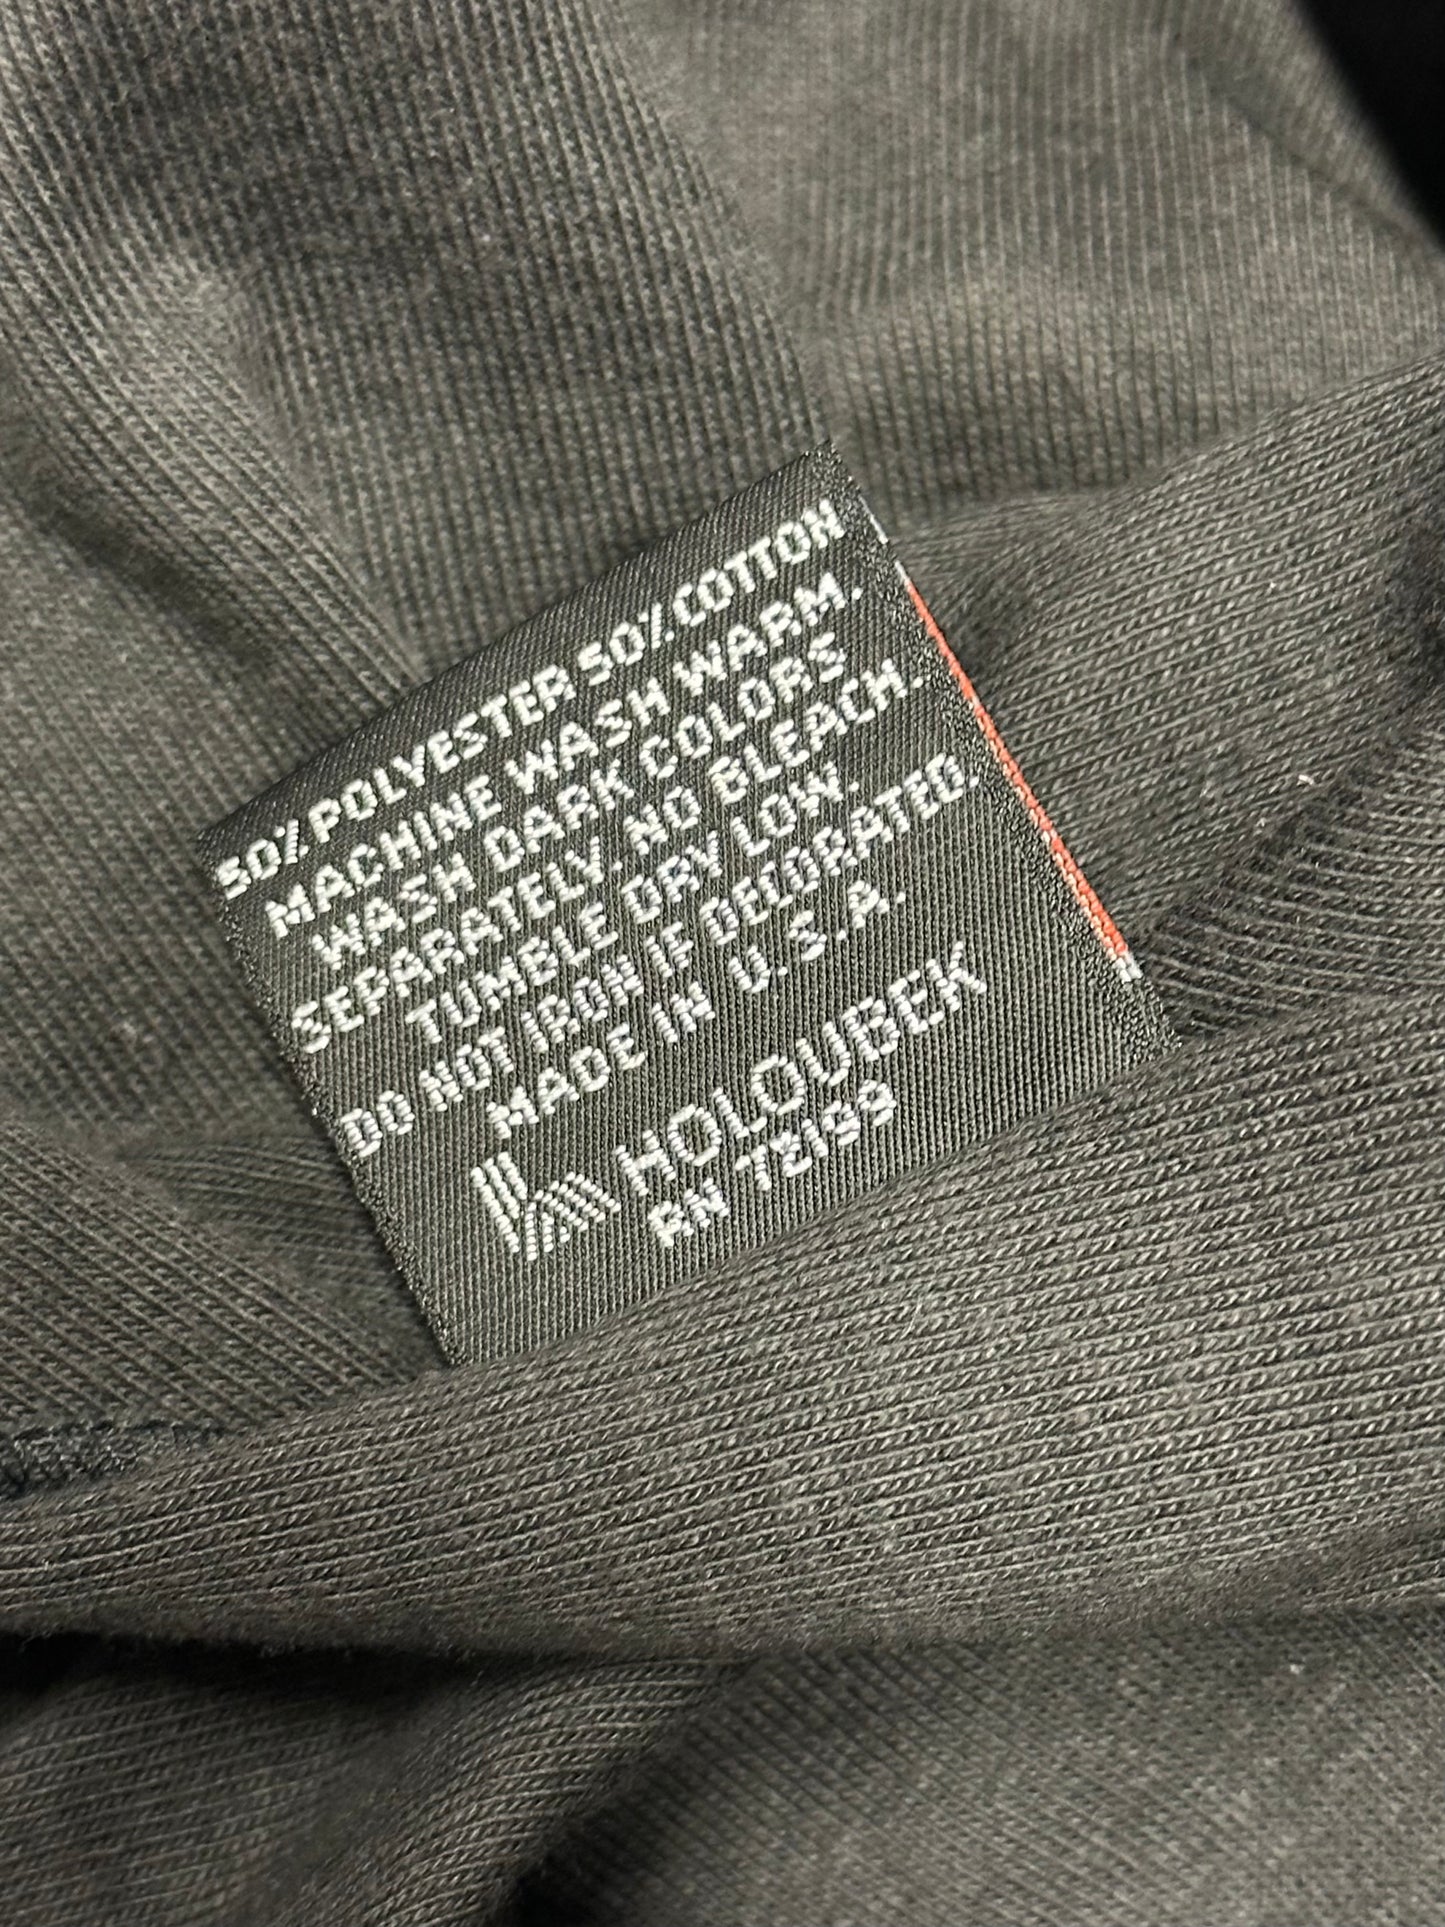 50% POLYESTER 50% COTTON
MACHINE WASH WARM.
WASH DARK COLORS
SEPARATELY. NO BLEACH.
TUMBLE DRY LOW.
DO NOT IRON IF DECORATED.
MADE IN U.S.A.
HOLOUBEK
RN 72199